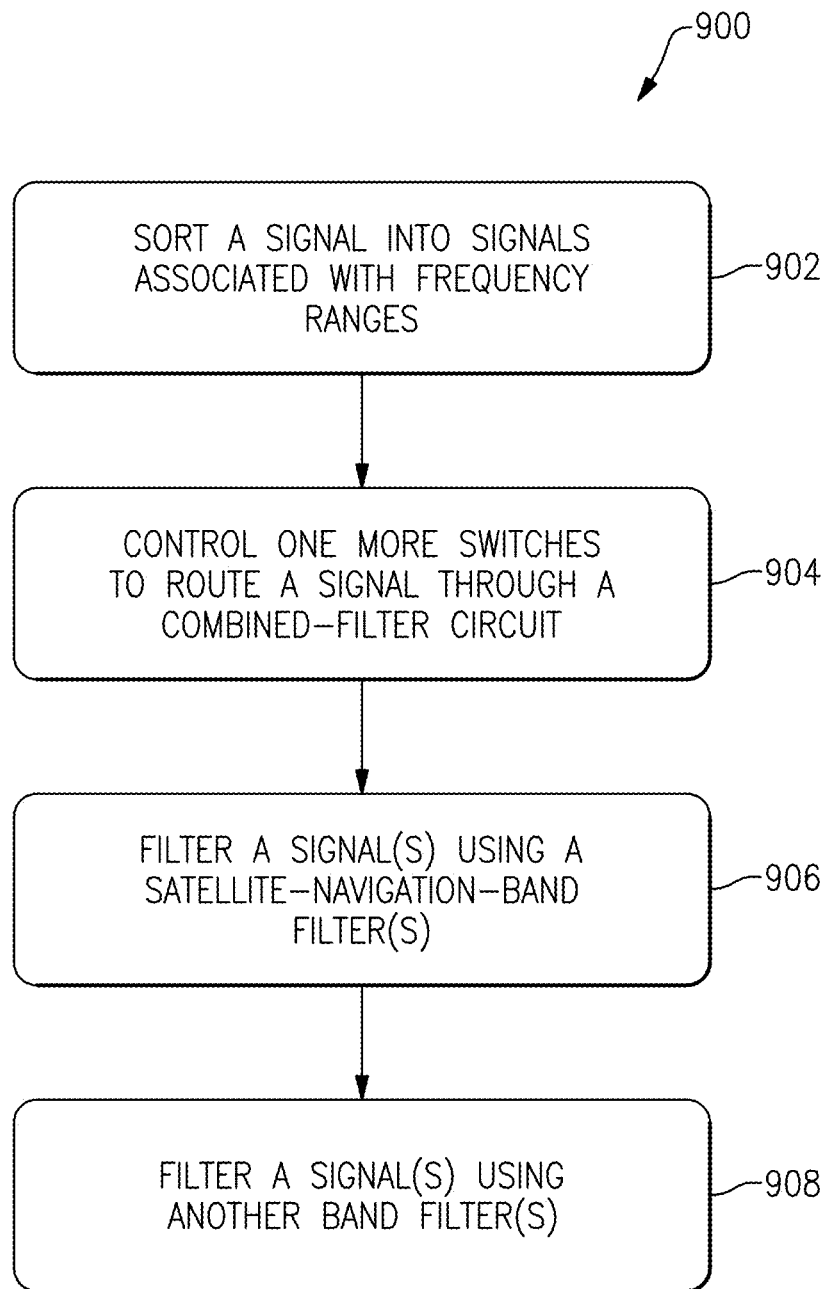 900
SORT A SIGNAL INTO SIGNALS
ASSOCIATED WITH FREQUENCY
RANGES
902
CONTROL ONE MORE SWITCHES
TO ROUTE A SIGNAL THROUGH A
COMBINED-FILTER CIRCUIT
904
FILTER A SIGNAL(S) USING A
SATELLITE-NAVIGATION-BAND
FILTER(S)
906
FILTER A SIGNAL(S) USING
ANOTHER BAND FILTER(S)
908